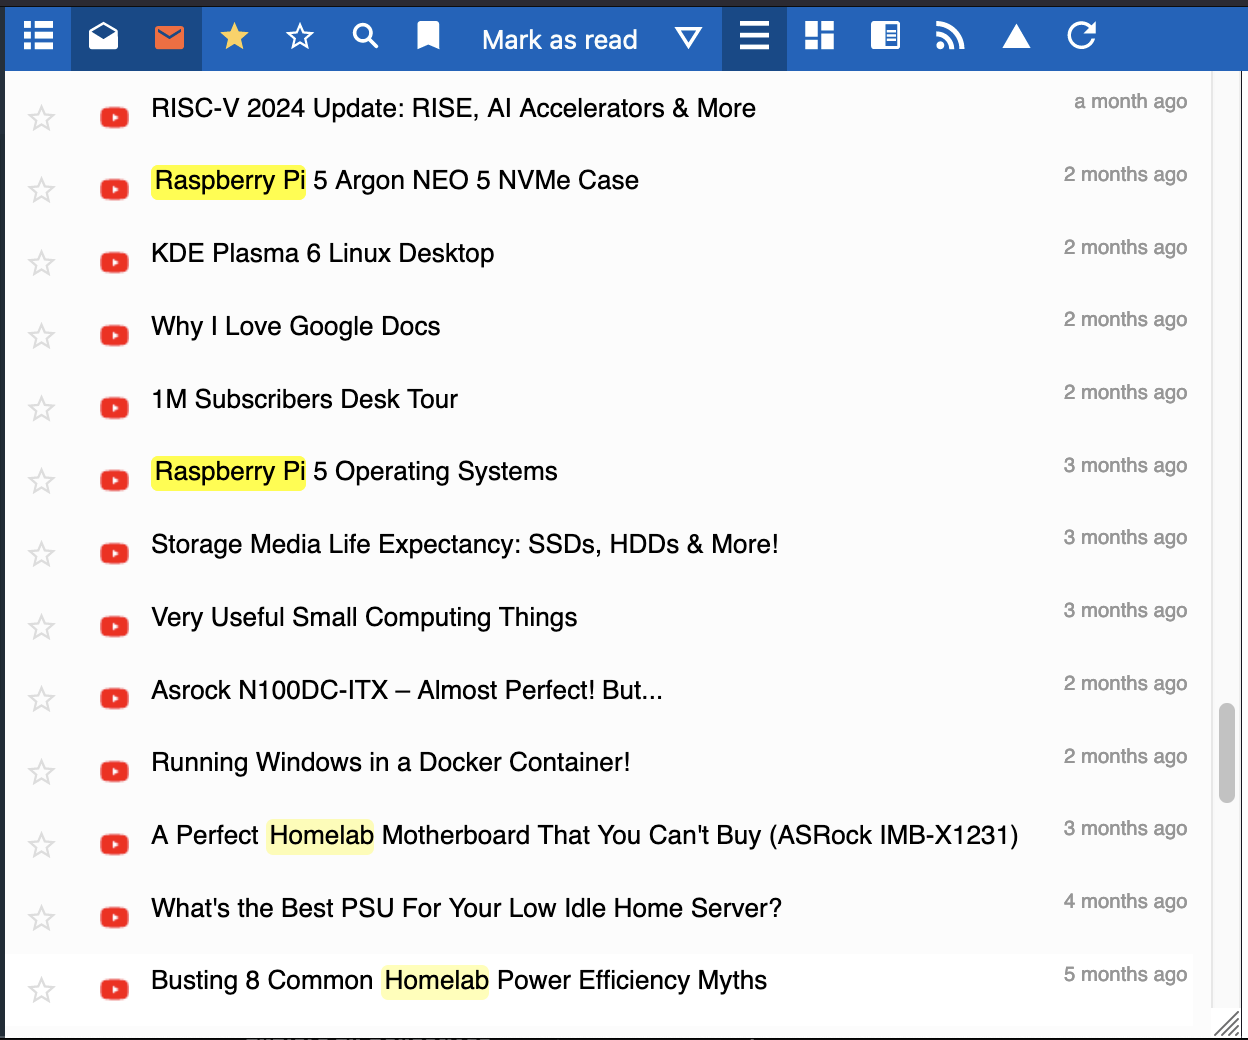 Mark as read
RISC-V 2024 Update: RISE, AI Accelerators & More a month ago
Raspberry Pi 5 Argon NEO 5 NVMe Case 2 months ago
KDE Plasma 6 Linux Desktop 2 months ago
Why I Love Google Docs 2 months ago
1M Subscribers Desk Tour 2 months ago
Raspberry Pi 5 Operating Systems 3 months ago
Storage Media Life Expectancy: SSDs, HDDs & More! 3 months ago
Very Useful Small Computing Things 3 months ago
Asrock N100DC-ITX – Almost Perfect! But... 2 months ago
Running Windows in a Docker Container! 2 months ago
A Perfect Homelab Motherboard That You Can't Buy (ASRock IMB-X1231) 3 months ago
What's the Best PSU For Your Low Idle Home Server? 4 months ago
Busting 8 Common Homelab Power Efficiency Myths 5 months ago